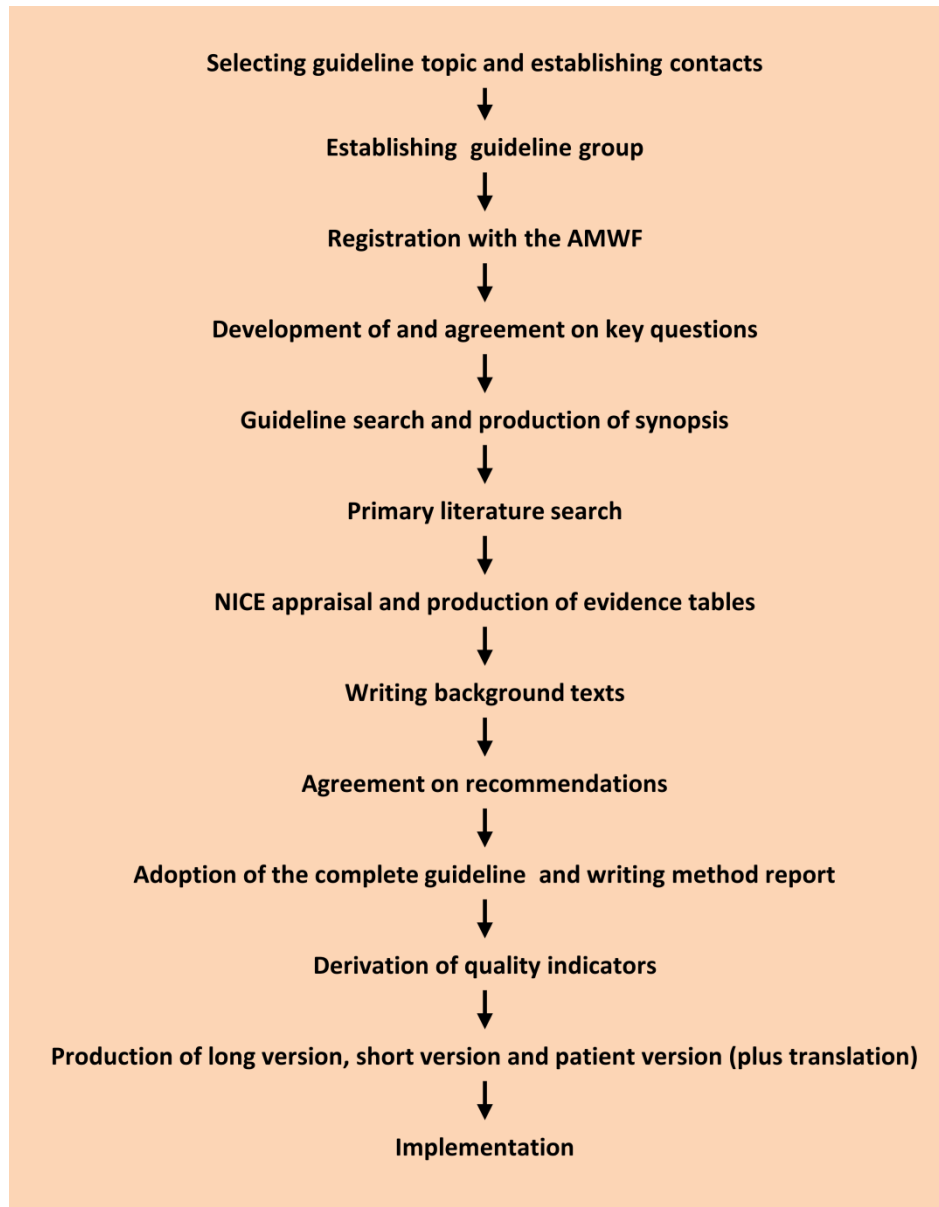 Selecting guideline topic and establishing contacts
Establishing guideline group
Registration with the AMWF
Development of and agreement on key questions
Guideline search and production of synopsis
Primary literature search
NICE appraisal and production of evidence tables
Writing background texts
Agreement on recommendations
Adoption of the complete guideline and writing method report
Derivation of quality indicators
Production of long version, short version and patient version (plus translation)
Implementation